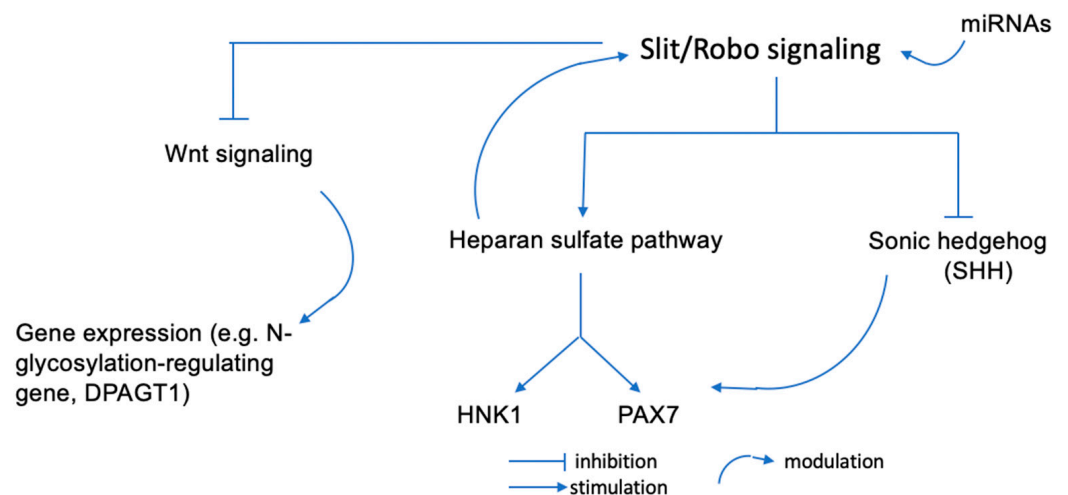 miRNAs
Slit/Robo signaling
Wnt signaling
Heparan sulfate pathway
Sonic hedgehog
(SHH)
Gene expression (e.g. N-
glycosylation-regulating
gene, DPAGT1)
HNK1
PAX7
inhibition
modulation
stimulation